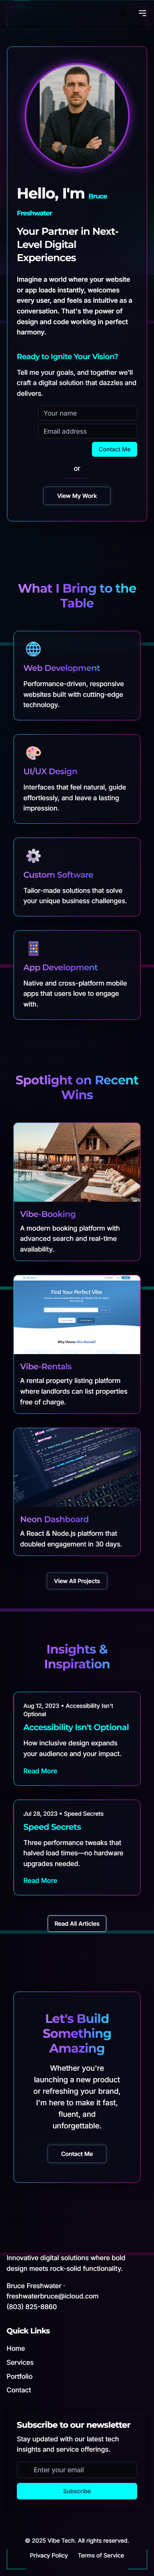 Hello, I'm Bruce
Freshwater
Your Partner in Next-
Level Digital
Experiences
Imagine a world where your website
or app loads instantly, welcomes
every user, and feels as intuitive as a
conversation. That's the power of
design and code working in perfect
harmony.
Ready to Ignite Your Vision?
Tell me your goals, and together we'll
craft a digital solution that dazzles and
delivers.
Your name
Email address
Contact Me
or
View My Work
What I Bring to the
Table
Web Development
Performance-driven, responsive
websites built with cutting-edge
technology.
UI/UX Design
Interfaces that feel natural, guide
effortlessly, and leave a lasting
impression.
Custom Software
Tailor-made solutions that solve
your unique business challenges.
App Development
Native and cross-platform mobile
apps that users love to engage
with.
Spotlight on Recent
Wins
Vibe-Booking
A modern booking platform with
advanced search and real-time
availability.
Find Your Perfect Vibe
Why Choose Vibe Rentals?
Vibe-Rentals
A rental property listing platform
where landlords can list properties
free of charge.
Neon Dashboard
A React & Node.js platform that
doubled engagement in 30 days.
View All Projects
Insights &
Inspiration
Aug 12, 2023 • Accessibility Isn't
Optional
Accessibility Isn't Optional
How inclusive design expands
your audience and your impact.
Read More
Jul 28, 2023 • Speed Secrets
Speed Secrets
Three performance tweaks that
halved load times—no hardware
upgrades needed.
Read More
Read All Articles
Let's Build
Something
Amazing
Whether you're
launching a new product
or refreshing your brand,
I'm here to make it fast,
fluent, and
unforgettable.
Contact Me
Innovative digital solutions where bold
design meets rock-solid functionality.
Bruce Freshwater ·
freshwaterbruce@icloud.com
(803) 825-8860
Quick Links
Home
Services
Portfolio
Contact
Subscribe to our newsletter
Stay updated with our latest tech
insights and service offerings.
Enter your email
Subscribe
© 2025 Vibe Tech. All rights reserved.
Privacy Policy Terms of Service